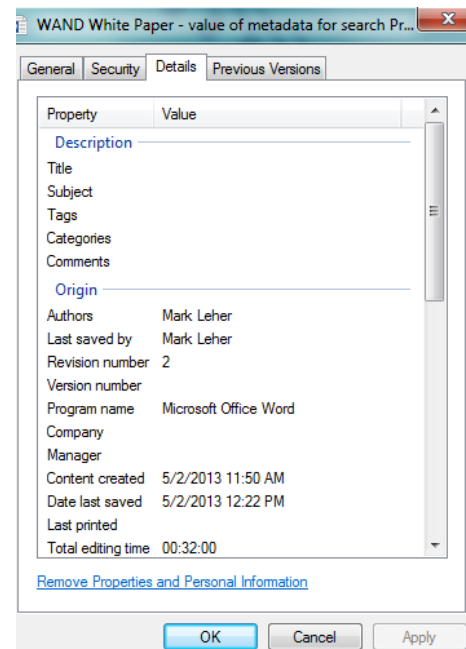 WAND White Paper - value of metadata for search Pr...
General Security Details Previous Versions
Property Value
Description
Title
Subject
Tags
Categories
Comments
Origin
Authors Mark Leher
Last saved by Mark Leher
Revision number 2
Version number
Program name Microsoft Office Word
Company
Manager
Content created 5/2/2013 11:50 AM
Date last saved 5/2/2013 12:22 PM
Last printed
Total editing time 00:32:00
Remove Properties and Personal Information
OK Cancel Apply